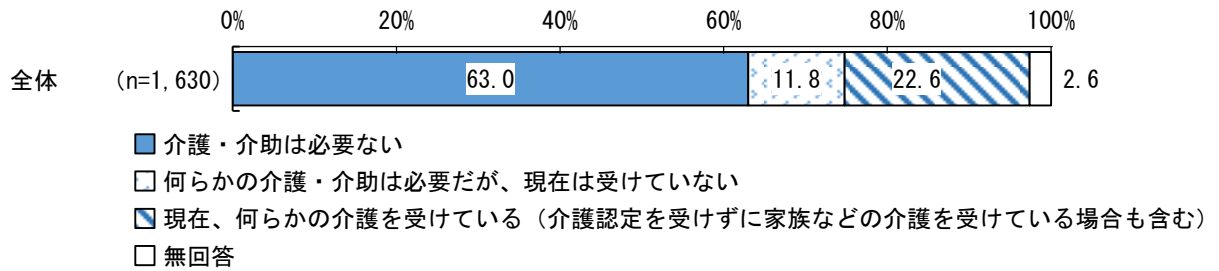 0% 20% 40% 60% 80% 100%
全体 (n=1,630) 63.0 11.8 22.6 2.6
介護・介助は必要ない
何らかの介護・介助は必要だが、現在は受けていない
現在、何らかの介護を受けている（介護認定を受けずに家族などの介護を受けている場合も含む）
無回答